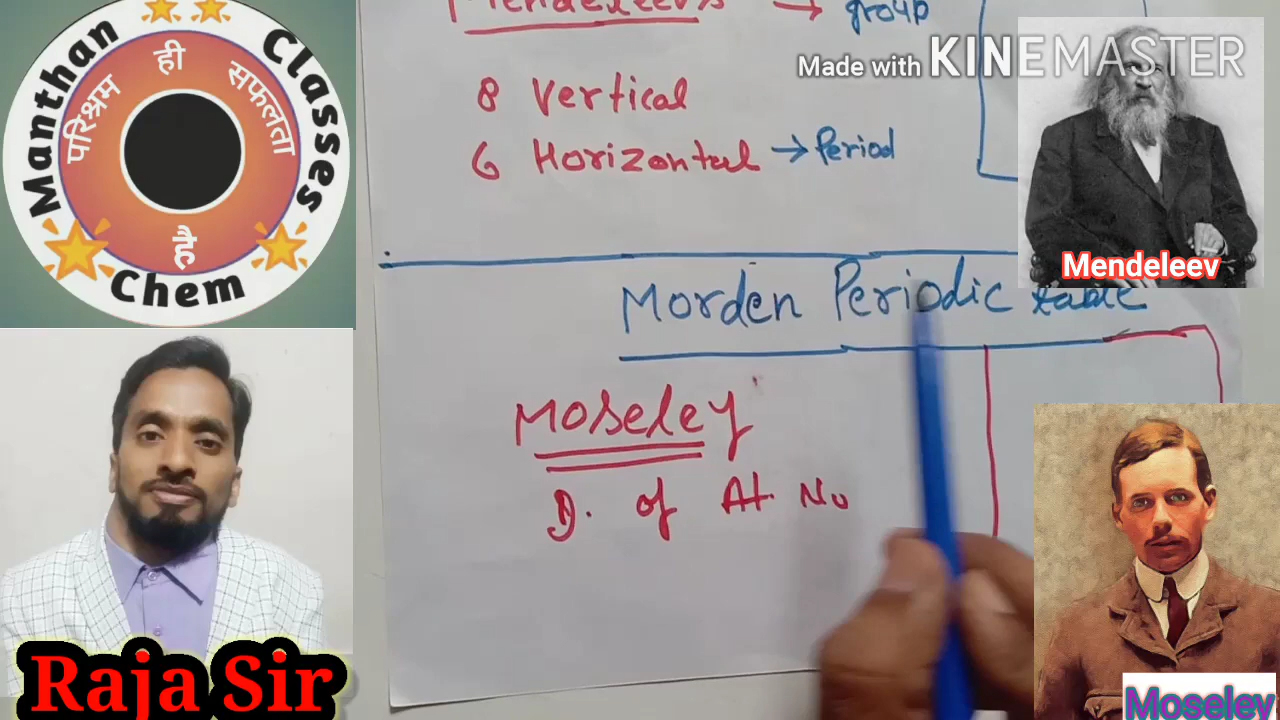 Manthan Classes
Chem
परिश्रम ही सफलता
है
Raja Sir
Mendeleev's → group
8 Vertical
6 Horizontal → Period
Made with KINEMASTER
Mendeleev
Morden Periodic table
Moseley
D. of At. No
Moseley